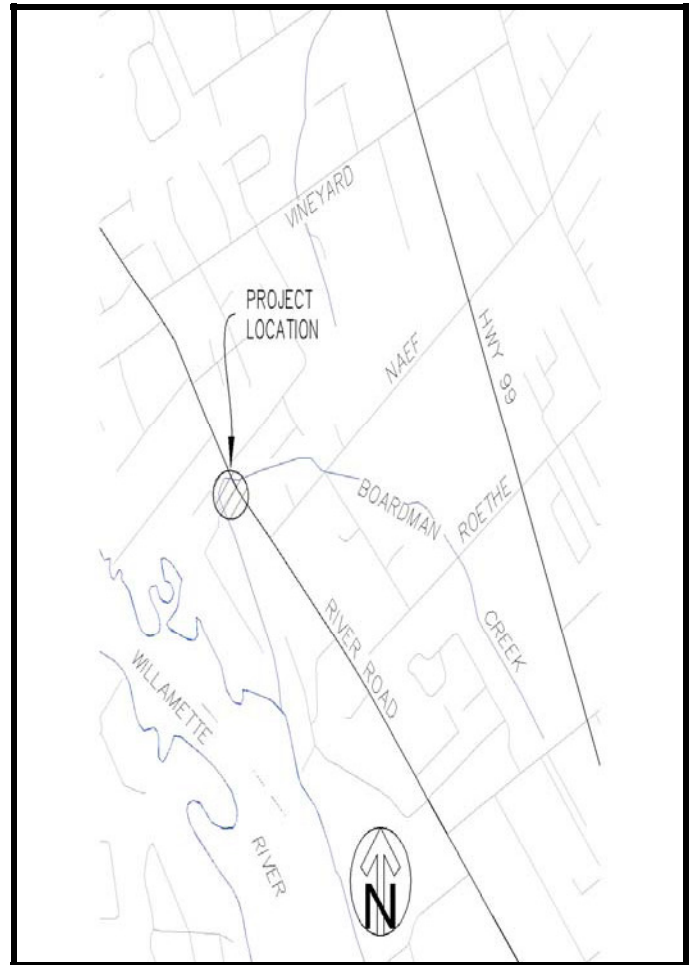 VINEYARD
PROJECT
LOCATION
NAEF
HWY 99
BOARDMAN
ROETHE
RIVER ROAD
CREEK
WILLAMETTE
RIVER
N